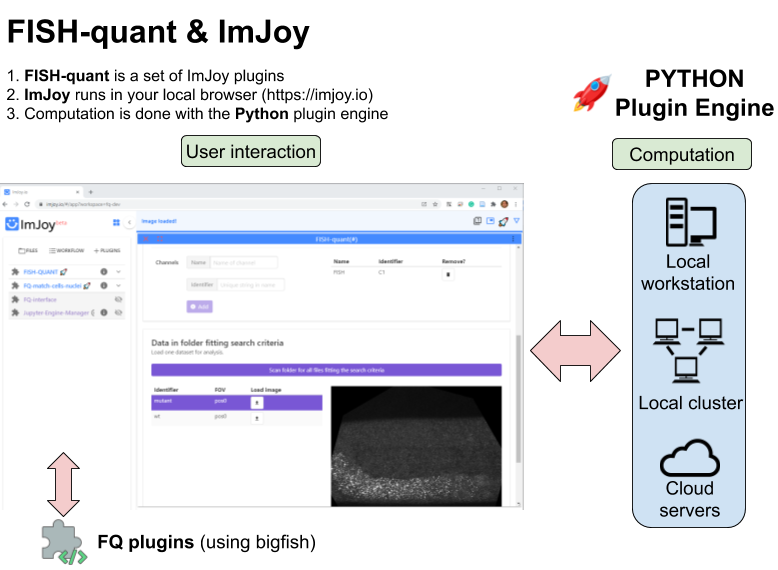 FISH-quant & ImJoy
1. FISH-quant is a set of ImJoy plugins
2. ImJoy runs in your local browser (https://imjoy.io)
3. Computation is done with the Python plugin engine
PYTHON
Plugin Engine
User interaction
Computation
ImJoy beta
Image loaded!
FILES WORKFLOW + PLUGINS
FISH-quant(#)
FISH-QUANT
FQ-match-cells-nuclei
FQ-interface
Jupyter-Engine-Manager
Channels Name Name of channel
Identifier Unique string in name
Add
Name Identifier Remove?
FISH C1
Data in folder fitting search criteria
Load one dataset for analysis.
Scan folder for all files fitting the search criteria
Identifier FOV Load image
mutant pos0
wt pos0
Local
workstation
Local cluster
Cloud
servers
FQ plugins (using bigfish)